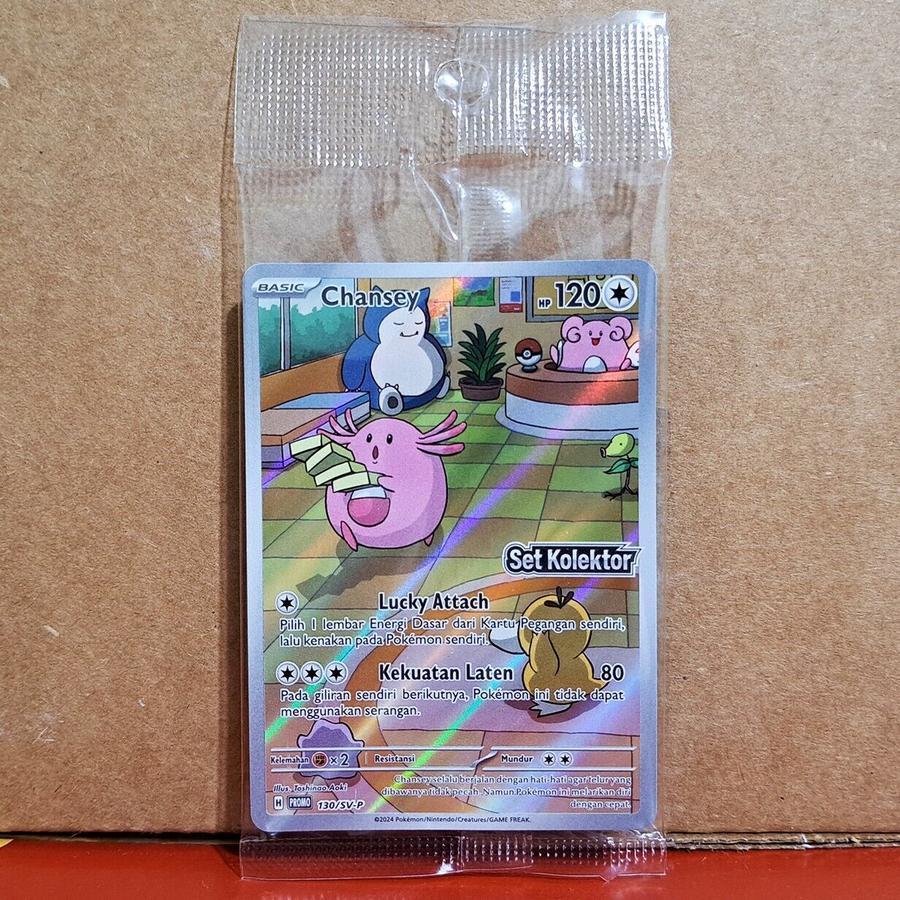 BASIC Chansey HP 120
Set Kolektor
Lucky Attach
Pilih 1 lembar Energi Dasar dari Kartu Pegangan sendiri,
lalu kenakan pada Pokémon sendiri.
Kekuatan Laten 80
Pada giliran sendiri berikutnya, Pokémon ini tidak dapat
menggunakan serangan.
Kelemahan ×2 Resistansi Mundur
Illus. Toshinao Aoki
Chansey selalu berjalan dengan hati-hati agar telur yang
dibawanya tidak pecah. Namun Pokémon ini melarikan diri
dengan cepat.
H PROMO 130/SV-P
©2024 Pokémon/Nintendo/Creatures/GAME FREAK.